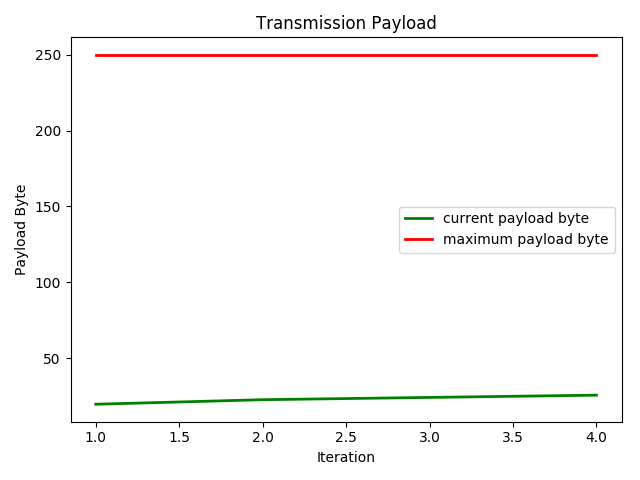 Transmission Payload
Payload Byte
250
200
150
100
50
current payload byte
maximum payload byte
1.0 1.5 2.0 2.5 3.0 3.5 4.0
Iteration